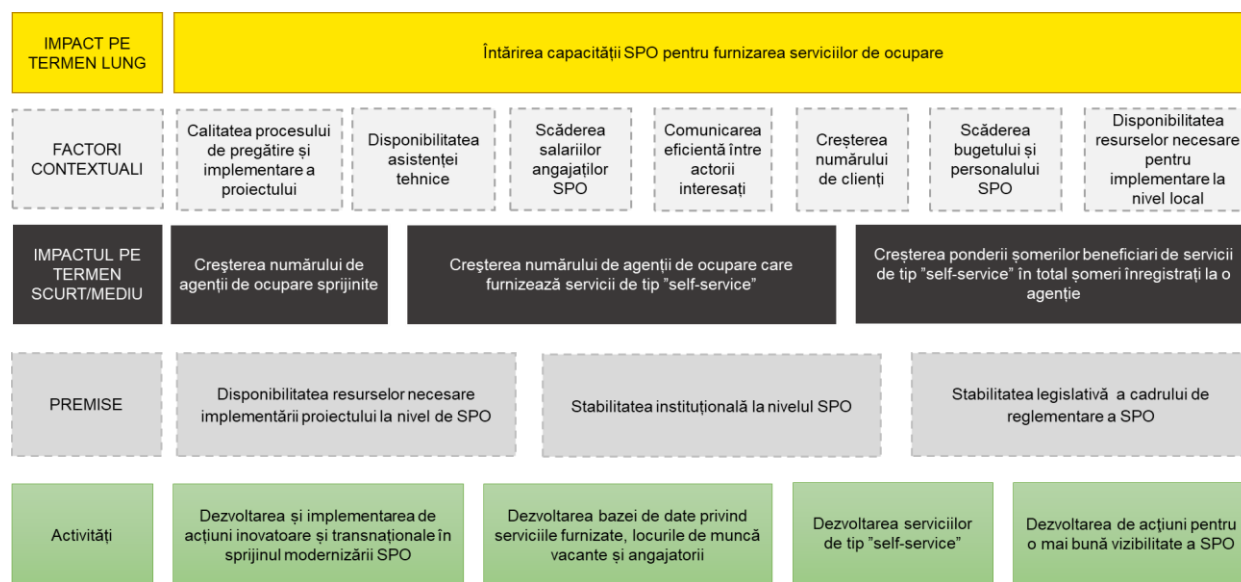 IMPACT PE
TERMEN LUNG
Întărirea capacității SPO pentru furnizarea serviciilor de ocupare
FACTORI
CONTEXTUALI
Calitatea procesului
de pregătire și
implementare a
proiectului
Disponibilitatea
asistenței
tehnice
Scăderea
salariilor
angajaților
SPO
Comunicarea
eficientă între
actorii
interesați
Creșterea
numărului
de clienți
Scăderea
bugetului și
personalului
SPO
Disponibilitatea
resurselor necesare
pentru
implementare la
nivel local
IMPACTUL PE
TERMEN
SCURT/MEDIU
Creșterea numărului de
agenții de ocupare sprijinite
Creșterea numărului de agenții de ocupare care
furnizează servicii de tip ”self-service”
Creșterea ponderii șomerilor beneficiari de servicii
de tip ”self-service” în total șomeri înregistrați la o
agenție
PREMISE
Disponibilitatea resurselor necesare
implementării proiectului la nivel de SPO
Stabilitatea instituțională la nivelul SPO
Stabilitatea legislativă a cadrului de
reglementare a SPO
Activități
Dezvoltarea și implementarea de
acțiuni inovatoare și transnaționale în
sprijinul modernizării SPO
Dezvoltarea bazei de date privind
serviciile furnizate, locurile de muncă
vacante și angajatorii
Dezvoltarea serviciilor
de tip ”self-service”
Dezvoltarea de acțiuni pentru
o mai bună vizibilitate a SPO